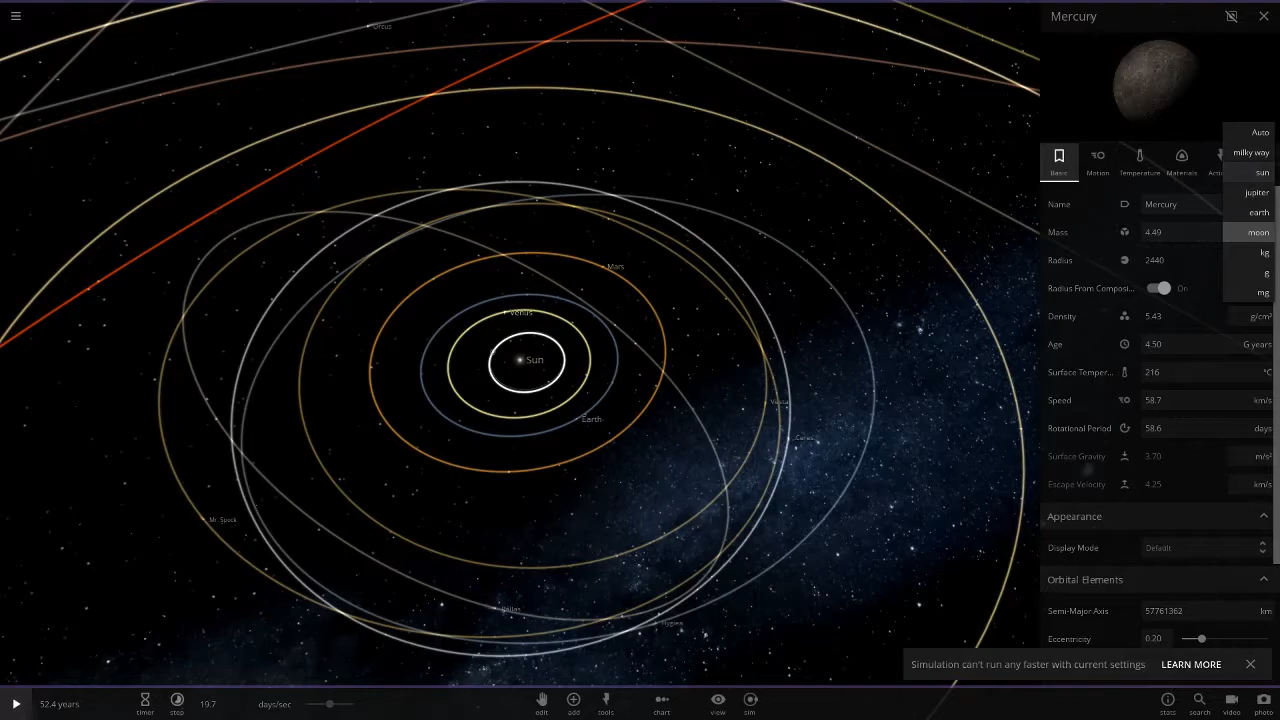 Circus
Mars
Venus
Sun
Earth
Vesta
Ceres
Mr. Spock
Pallas
Hygiea
Mercury
Auto
milky way
sun
jupiter
earth
moon
kg
g
mg
Basic
Motion
Temperature
Materials
Acti
Name
Mercury
Mass
4.49
Radius
2440
Radius From Composi...
On
Density
5.43
g/cm³
Age
4.50
G years
Surface Temper...
216
°C
Speed
58.7
km/s
Rotational Period
58.6
days
Surface Gravity
3.70
m/s²
Escape Velocity
4.25
km/s
Appearance
Display Mode
Default
Orbital Elements
Semi-Major Axis
57761362
km
Eccentricity
0.20
Simulation can't run any faster with current settings
LEARN MORE
52.4 years
timer
step
19.7
days/sec
edit
add
tools
chart
view
sim
stats
search
video
photo